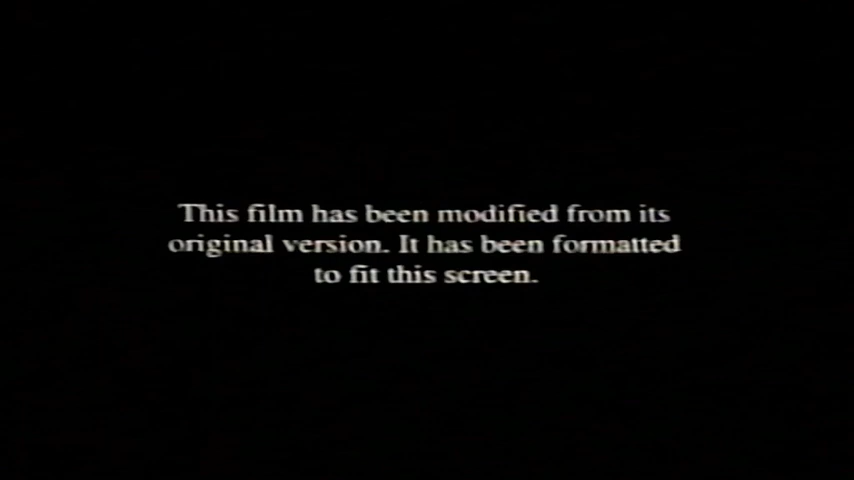 This film has been modified from its
original version. It has been formatted
to fit this screen.